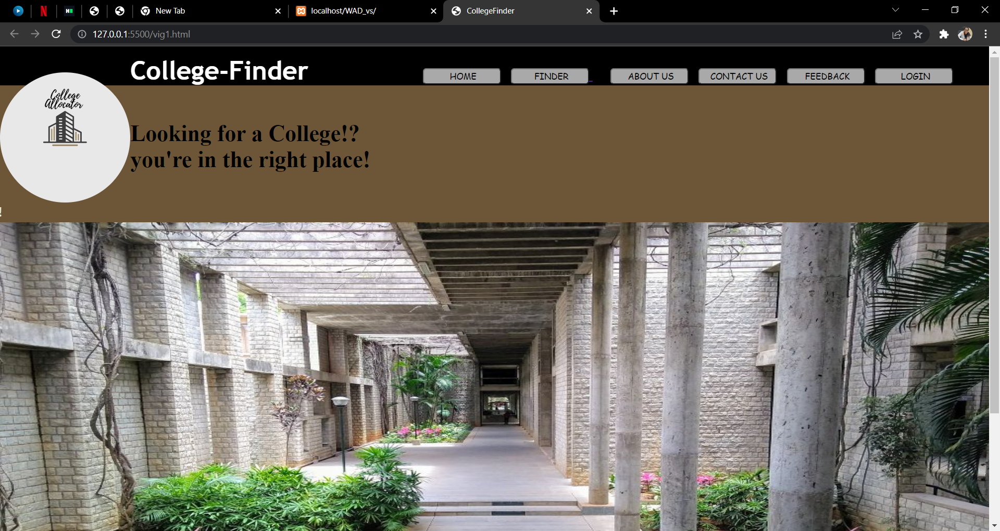 New Tab
localhost/WAD_vs/
CollegeFinder
127.0.0.1:5500/vig1.html
College-Finder
HOME
FINDER
ABOUT US
CONTACT US
FEEDBACK
LOGIN
College
Allocator
Looking for a College!?
you're in the right place!
!